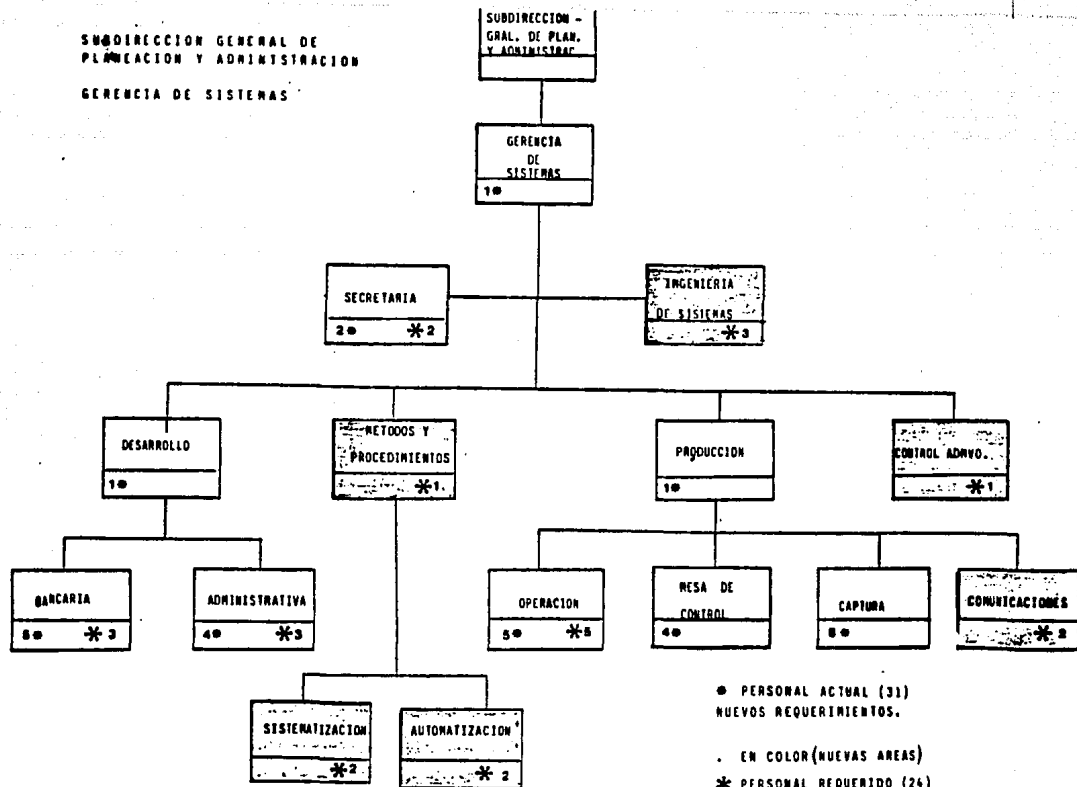 SUBDIRECCION GENERAL DE
PLANEACION Y ADMINISTRACION
GERENCIA DE SISTEMAS
SUBDIRECCION -
GRAL. DE PLAN.
Y ADMINISTRAC.
GERENCIA
DE
SISTEMAS
1●
SECRETARIA
2● *2
INGENIERIA
DE SISTEMAS
*3
DESARROLLO
1●
METODOS Y
PROCEDIMIENTOS
*1.
PRODUCCION
1●
CONTROL ADMVO.
*1
BANCARIA
5● *3
ADMINISTRATIVA
4● *3
OPERACION
5● *5
MESA DE
CONTROL
4●
CAPTURA
8●
COMUNICACIONES
*2
SISTEMATIZACION
*2
AUTOMATIZACION
*2
● PERSONAL ACTUAL (31)
NUEVOS REQUERIMIENTOS.
. EN COLOR(NUEVAS AREAS)
* PERSONAL REQUERIDO (24)